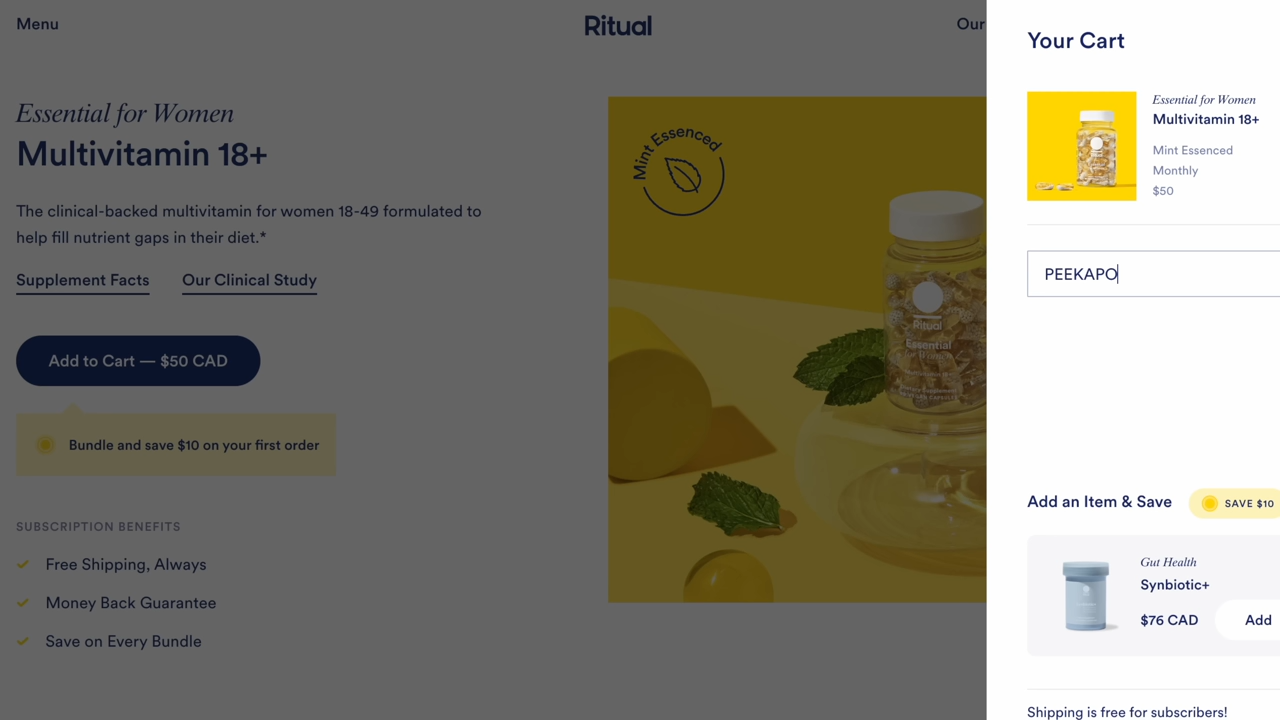 Menu
Ritual
Our
Essential for Women
Multivitamin 18+
The clinical-backed multivitamin for women 18-49 formulated to
help fill nutrient gaps in their diet.*
Supplement Facts
Our Clinical Study
Add to Cart — $50 CAD
Bundle and save $10 on your first order
SUBSCRIPTION BENEFITS
Free Shipping, Always
Money Back Guarantee
Save on Every Bundle
Mint Essenced
Ritual
Essential
for Women
Your Cart
Essential for Women
Multivitamin 18+
Mint Essenced
Monthly
$50
PEEKAPO
Add an Item & Save
SAVE $10
Gut Health
Synbiotic+
$76 CAD
Add
Shipping is free for subscribers!